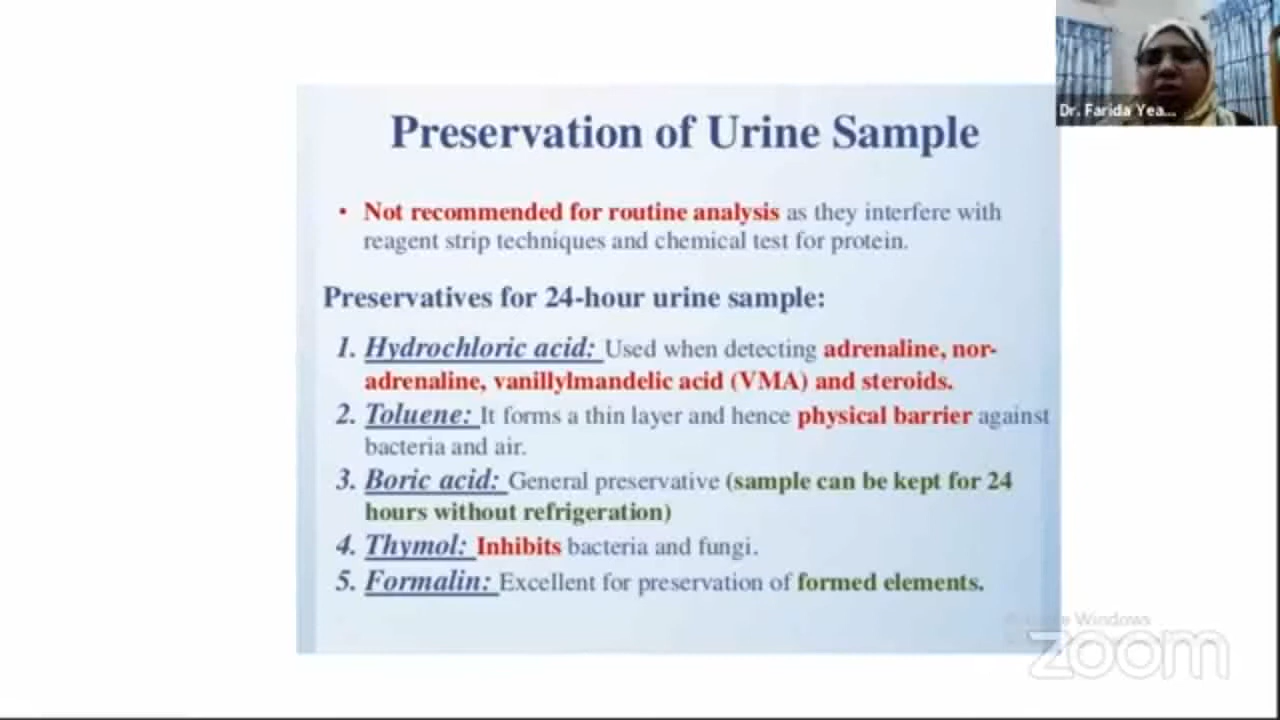 Dr. Farida Yea...
Preservation of Urine Sample
• Not recommended for routine analysis as they interfere with
reagent strip techniques and chemical test for protein.
Preservatives for 24-hour urine sample:
1. Hydrochloric acid: Used when detecting adrenaline, nor-
adrenaline, vanillylmandelic acid (VMA) and steroids.
2. Toluene: It forms a thin layer and hence physical barrier against
bacteria and air.
3. Boric acid: General preservative (sample can be kept for 24
hours without refrigeration)
4. Thymol: Inhibits bacteria and fungi.
5. Formalin: Excellent for preservation of formed elements.
Windows
zoom